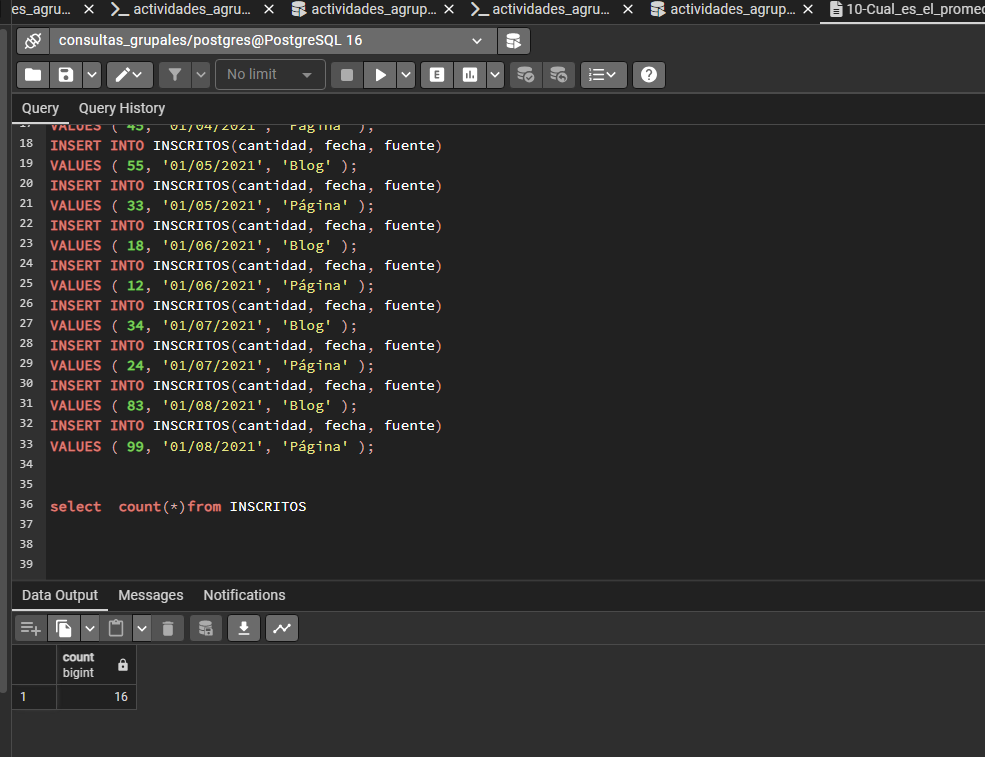 es_agru... × actividades_agru... × actividades_agrup... × actividades_agru... × actividades_agrup... × 10-Cual_es_el_prome
consultas_grupales/postgres@PostgreSQL 16
No limit
E
Query Query History
17 VALUES ( 45, '01/04/2021', 'Página' );
18 INSERT INTO INSCRITOS(cantidad, fecha, fuente)
19 VALUES ( 55, '01/05/2021', 'Blog' );
20 INSERT INTO INSCRITOS(cantidad, fecha, fuente)
21 VALUES ( 33, '01/05/2021', 'Página' );
22 INSERT INTO INSCRITOS(cantidad, fecha, fuente)
23 VALUES ( 18, '01/06/2021', 'Blog' );
24 INSERT INTO INSCRITOS(cantidad, fecha, fuente)
25 VALUES ( 12, '01/06/2021', 'Página' );
26 INSERT INTO INSCRITOS(cantidad, fecha, fuente)
27 VALUES ( 34, '01/07/2021', 'Blog' );
28 INSERT INTO INSCRITOS(cantidad, fecha, fuente)
29 VALUES ( 24, '01/07/2021', 'Página' );
30 INSERT INTO INSCRITOS(cantidad, fecha, fuente)
31 VALUES ( 83, '01/08/2021', 'Blog' );
32 INSERT INTO INSCRITOS(cantidad, fecha, fuente)
33 VALUES ( 99, '01/08/2021', 'Página' );
34
35
36 select  count(*)from INSCRITOS
37
38
39
Data Output Messages Notifications
count
bigint
1 16